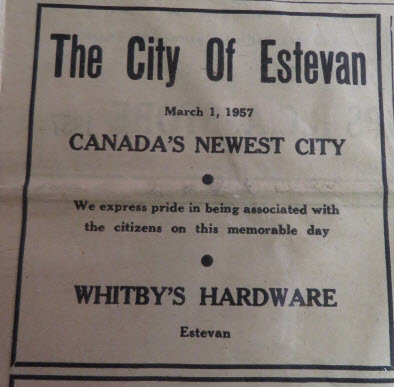 The City Of Estevan
March 1, 1957
CANADA'S NEWEST CITY
We express pride in being associated with
the citizens on this memorable day
WHITBY'S HARDWARE
Estevan